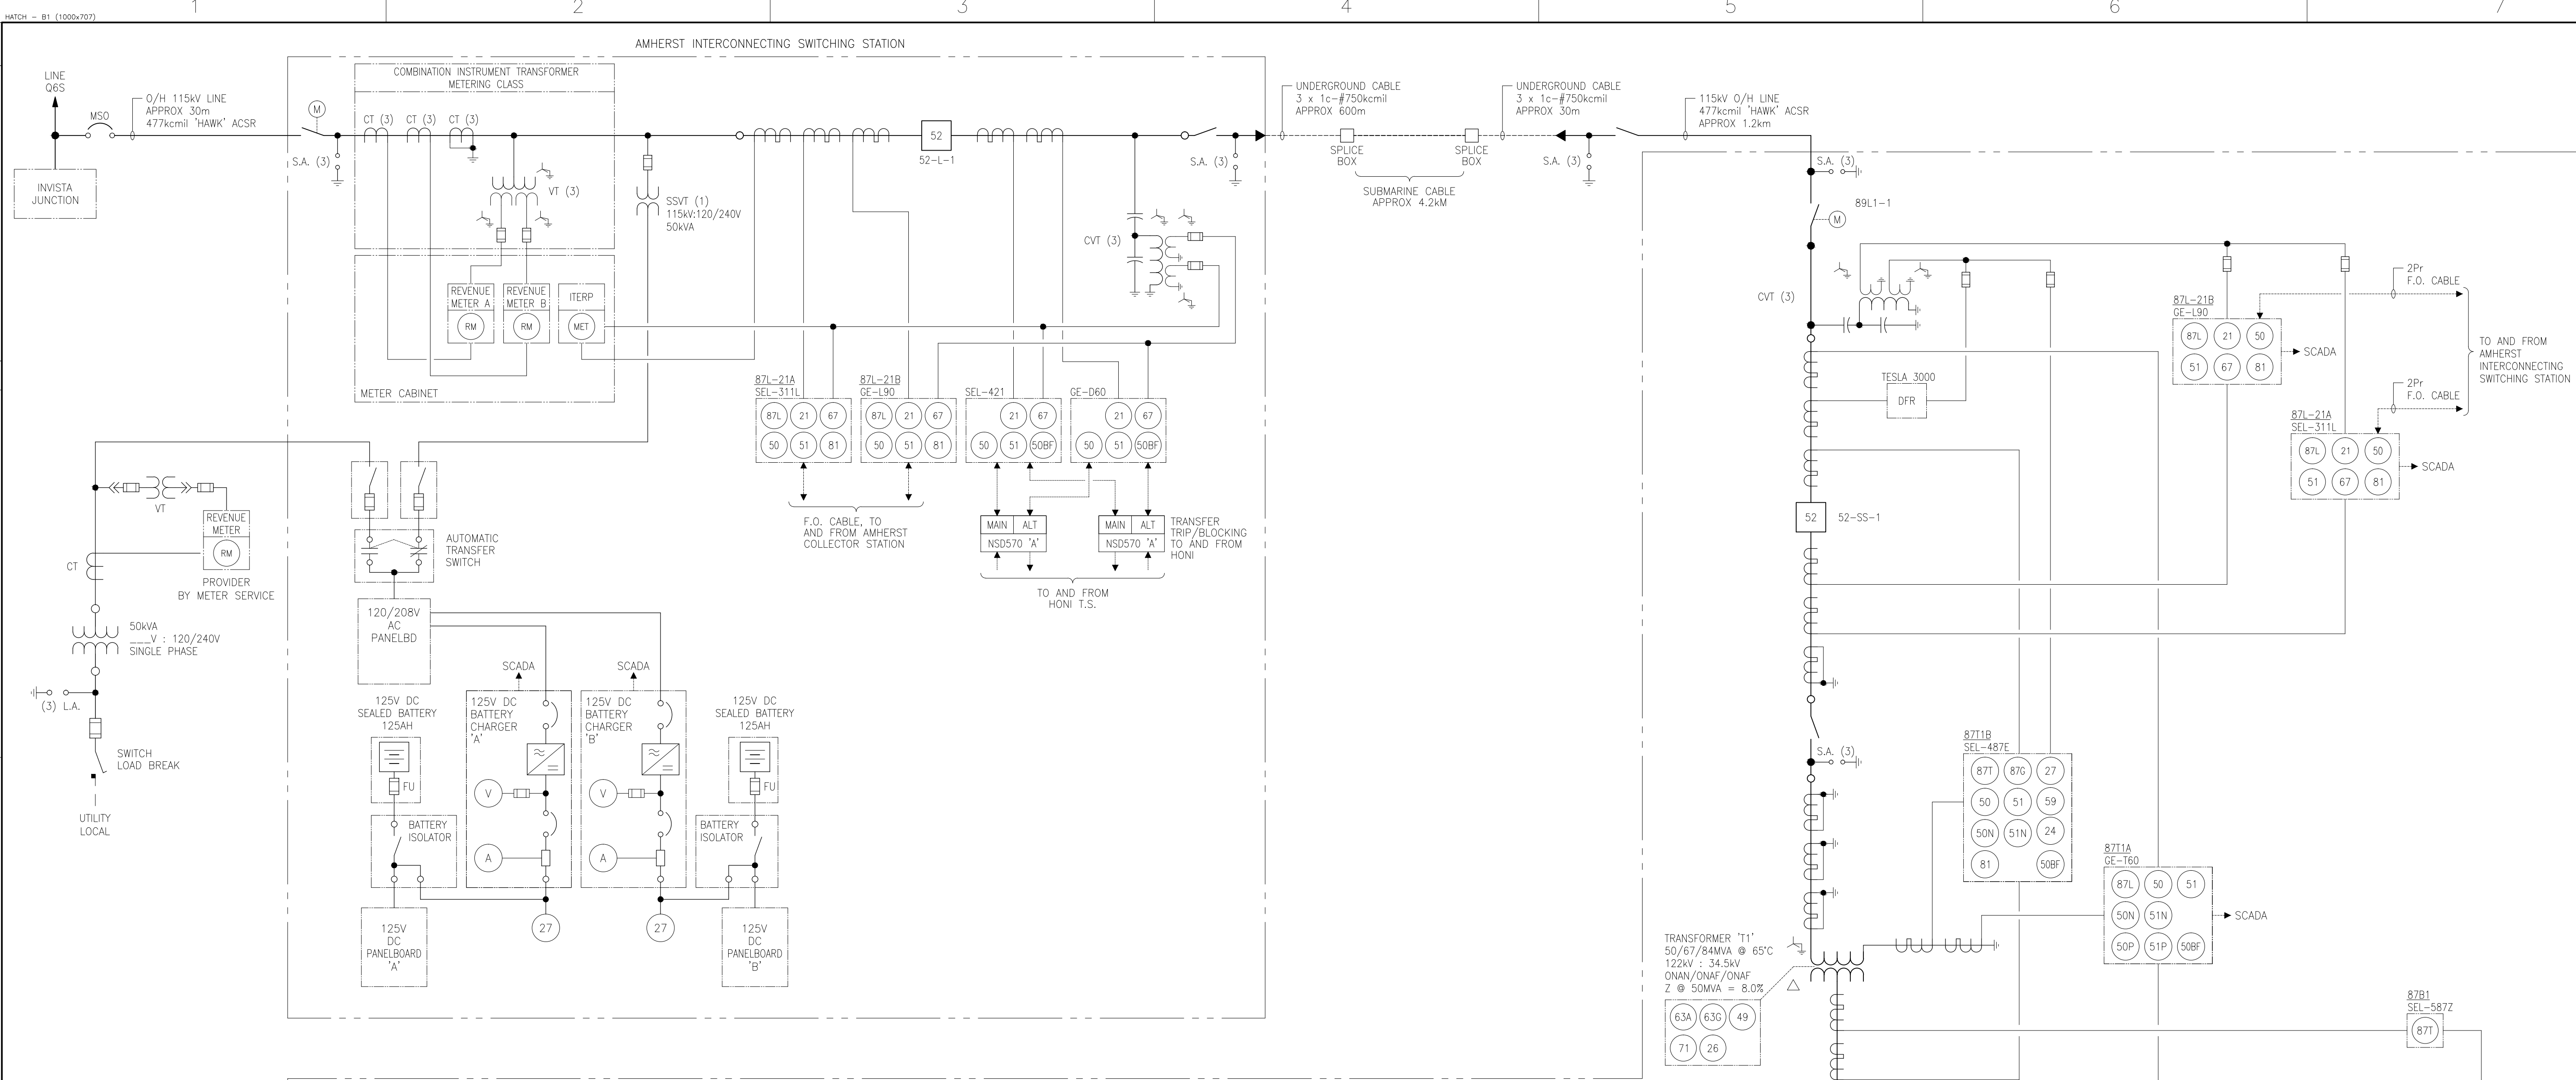 HATCH - B1 (1000x707)
1
2
3
4
5
6
7
AMHERST INTERCONNECTING SWITCHING STATION
LINE
Q6S
MSO
O/H 115kV LINE
APPROX 30m
477kcmil 'HAWK' ACSR
INVISTA
JUNCTION
M
S.A. (3)
COMBINATION INSTRUMENT TRANSFORMER
METERING CLASS
CT (3)
CT (3)
CT (3)
VT (3)
SSVT (1)
115kV:120/240V
50kVA
REVENUE
METER A
RM
REVENUE
METER B
RM
ITERP
MET
METER CABINET
52
52-L-1
S.A. (3)
CVT (3)
UNDERGROUND CABLE
3 x 1c-#750kcmil
APPROX 600m
SPLICE
BOX
SPLICE
BOX
SUBMARINE CABLE
APPROX 4.2kM
UNDERGROUND CABLE
3 x 1c-#750kcmil
APPROX 30m
S.A. (3)
115kV O/H LINE
477kcmil 'HAWK' ACSR
APPROX 1.2km
87L-21A
SEL-311L
87L 21 67
50 51 81
87L-21B
GE-L90
87L 21 67
50 51 81
SEL-421
21 67
50 51 50BF
GE-D60
21 67
50 51 50BF
F.O. CABLE, TO
AND FROM AMHERST
COLLECTOR STATION
MAIN ALT
NSD570 'A'
MAIN ALT
NSD570 'A'
TRANSFER
TRIP/BLOCKING
TO AND FROM
HONI
TO AND FROM
HONI T.S.
VT
REVENUE
METER
RM
CT
PROVIDER
BY METER SERVICE
50kVA
___V : 120/240V
SINGLE PHASE
(3) L.A.
SWITCH
LOAD BREAK
UTILITY
LOCAL
AUTOMATIC
TRANSFER
SWITCH
120/208V
AC
PANELBD
SCADA
SCADA
125V DC
SEALED BATTERY
125AH
FU
125V DC
BATTERY
CHARGER
'A'
V
A
125V DC
BATTERY
CHARGER
'B'
V
A
125V DC
SEALED BATTERY
125AH
FU
BATTERY
ISOLATOR
BATTERY
ISOLATOR
125V
DC
PANELBOARD
'A'
27
27
125V
DC
PANELBOARD
'B'
S.A. (3)
89L1-1
M
CVT (3)
TESLA 3000
DFR
87L-21B
GE-L90
87L 21 50
51 67 81
SCADA
2Pr
F.O. CABLE
2Pr
F.O. CABLE
TO AND FROM
AMHERST
INTERCONNECTING
SWITCHING STATION
87L-21A
SEL-311L
87L 21 50
51 67 81
SCADA
52
52-SS-1
S.A. (3)
87T1B
SEL-487E
87T 87G 27
50 51 59
50N 51N 24
81 50BF
87T1A
GE-T60
87L 50 51
50N 51N
50P 51P 50BF
SCADA
TRANSFORMER 'T1'
50/67/84MVA @ 65°C
122kV : 34.5kV
ONAN/ONAF/ONAF
Z @ 50MVA = 8.0%
63A 63G 49
71 26
87B1
SEL-587Z
87T